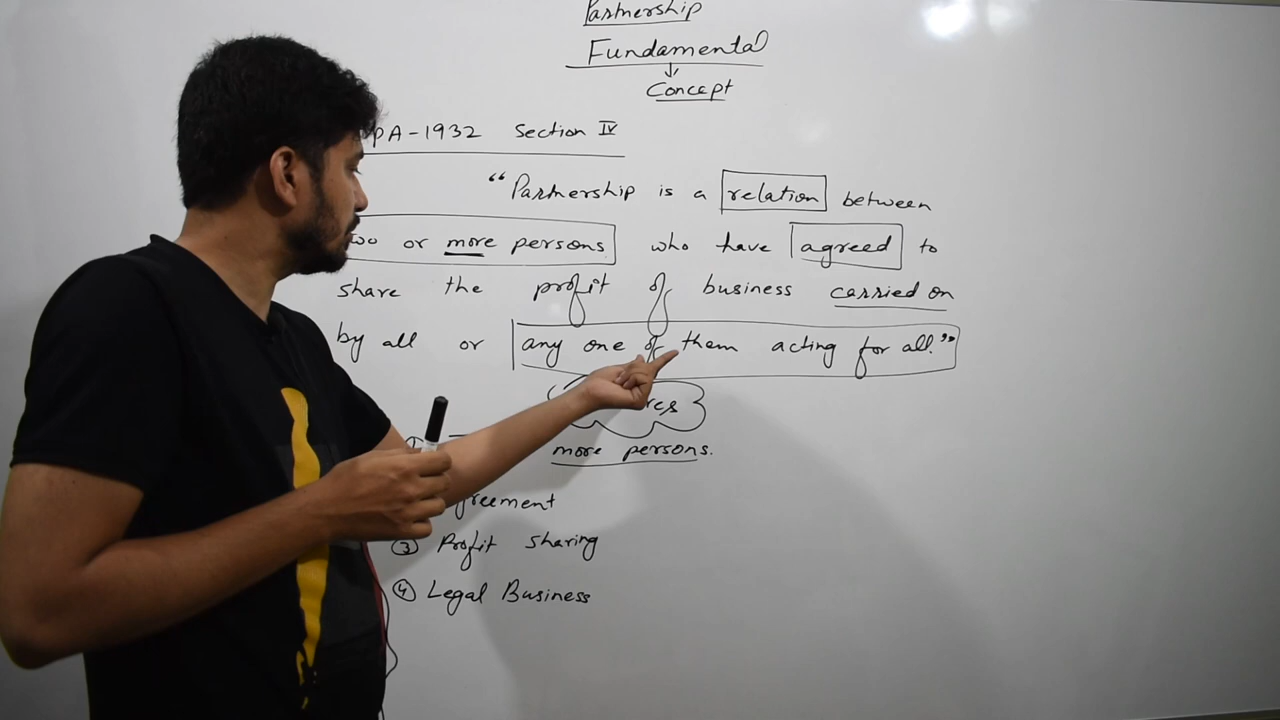 Partnership
Fundamental
Concept
PA-1932 Section IV
"Partnership is a relation between
two or more persons who have agreed to
share the profit of business carried on
by all or any one of them acting for all."
more persons.
greement
③ Profit sharing
④ Legal Business